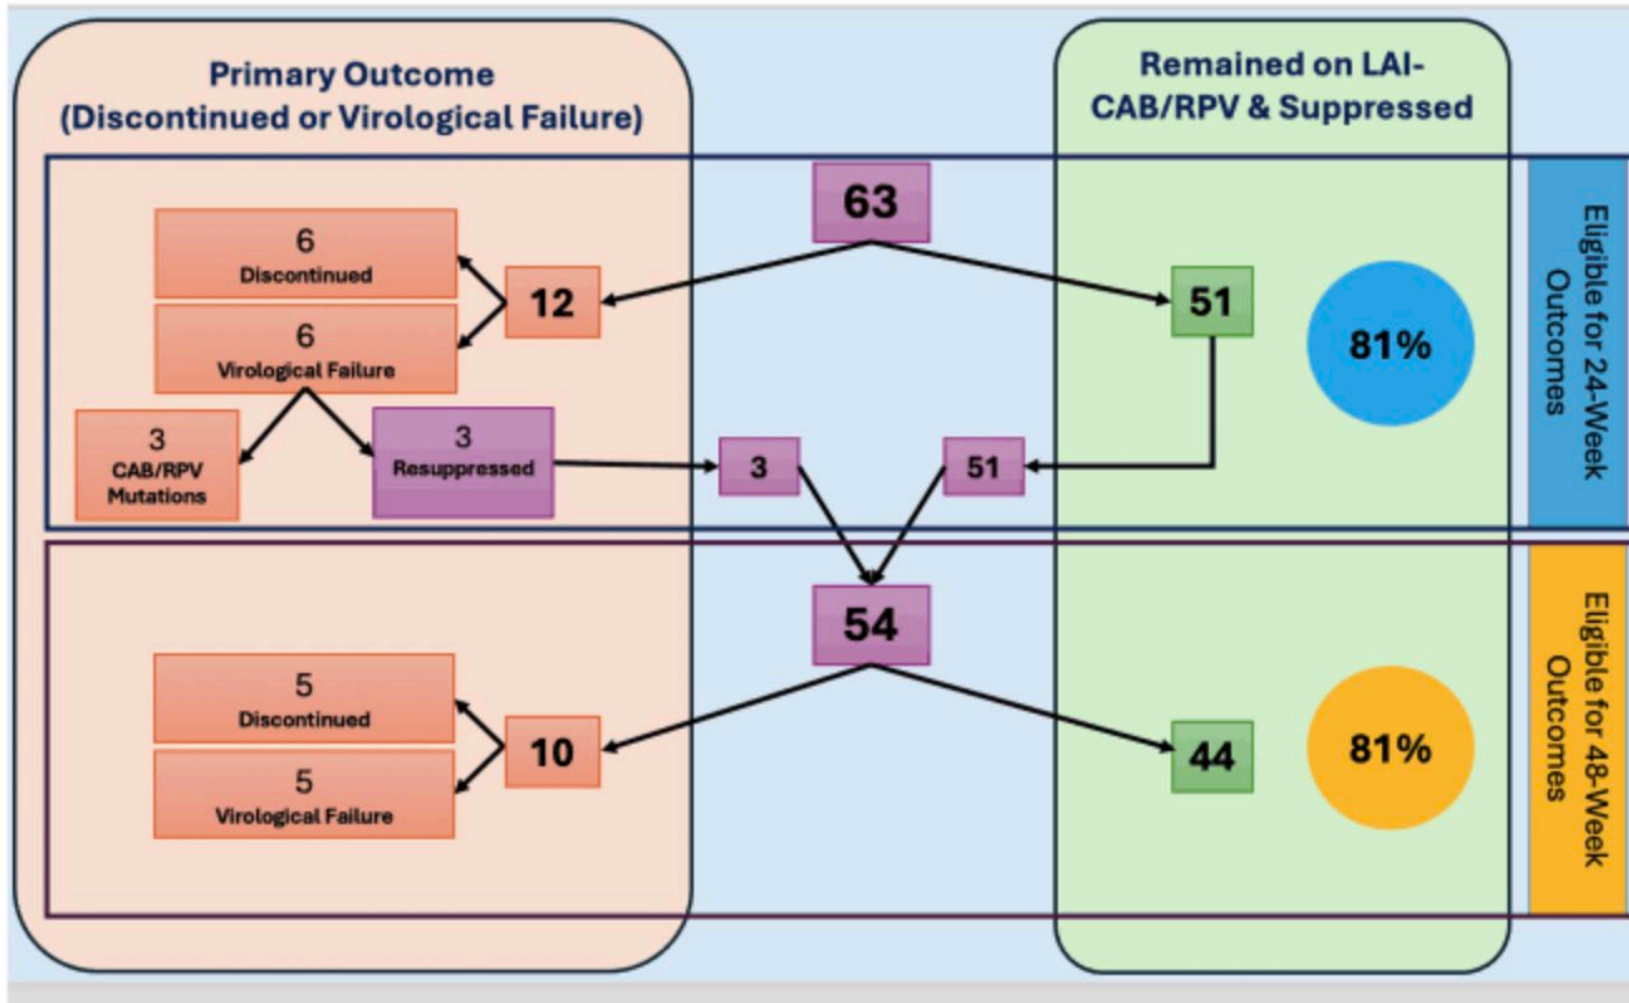 Primary Outcome
(Discontinued or Virological Failure)
Remained on LAI-
CAB/RPV & Suppressed
63
6
Discontinued
12
6
Virological Failure
51
81%
3
CAB/RPV
Mutations
3
Resuppressed
3
51
Eligible for 24-Week
Outcomes
54
5
Discontinued
10
5
Virological Failure
44
81%
Eligible for 48-Week
Outcomes